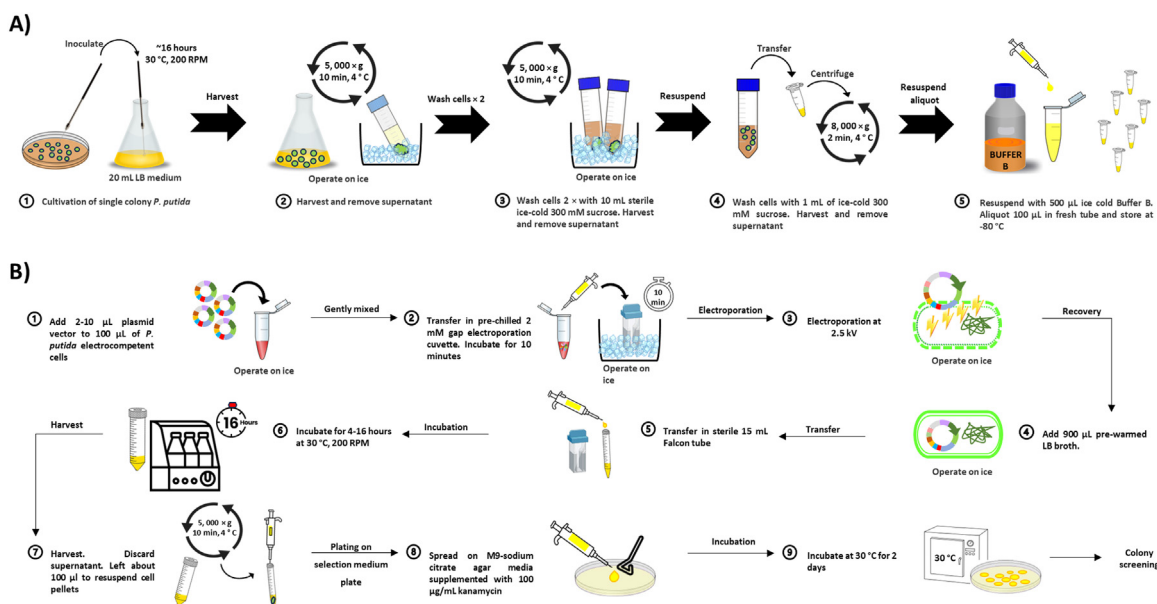 A)
Inoculate
~16 hours
30 °C, 200 RPM
20 mL LB medium
① Cultivation of single colony P. putida
Harvest
5,000 × g
10 min, 4 ° C
Operate on ice
② Harvest and remove supernatant
Wash cells × 2
5,000 × g
10 min, 4 ° C
Operate on ice
③ Wash cells 2 × with 10 mL sterile
ice-cold 300 mM sucrose. Harvest
and remove supernatant
Resuspend
Transfer
Centrifuge
8,000 × g
2 min, 4 ° C
④ Wash cells with 1 mL of ice-cold 300
mM sucrose. Harvest and remove
supernatant
Resuspend
aliquot
BUFFER
B
⑤ Resuspend with 500 µL ice cold Buffer B.
Aliquot 100 µL in fresh tube and store at
-80 °C
B)
① Add 2-10 µL plasmid
vector to 100 µL of P.
putida electrocompetent
cells
Operate on ice
Gently mixed
② Transfer in pre-chilled 2
mM gap electroporation
cuvette. Incubate for 10
minutes
10
min
Operate on
ice
Electroporation
③ Electroporation at
2.5 kV
Operate on ice
Recovery
④ Add 900 µL pre-warmed
LB broth.
Operate on ice
Transfer
⑤ Transfer in sterile 15 mL
Falcon tube
Incubation
⑥ Incubate for 4-16 hours
at 30 °C, 200 RPM
16
Hours
Harvest
⑦ Harvest. Discard
supernatant. Left about
100 µl to resuspend cell
pellets
5,000 × g
10 min, 4 ° C
Plating on
selection medium
plate
⑧ Spread on M9-sodium
citrate agar media
supplemented with 100
µg/mL kanamycin
Incubation
⑨ Incubate at 30 °C for 2
days
30 °C
Colony
screening